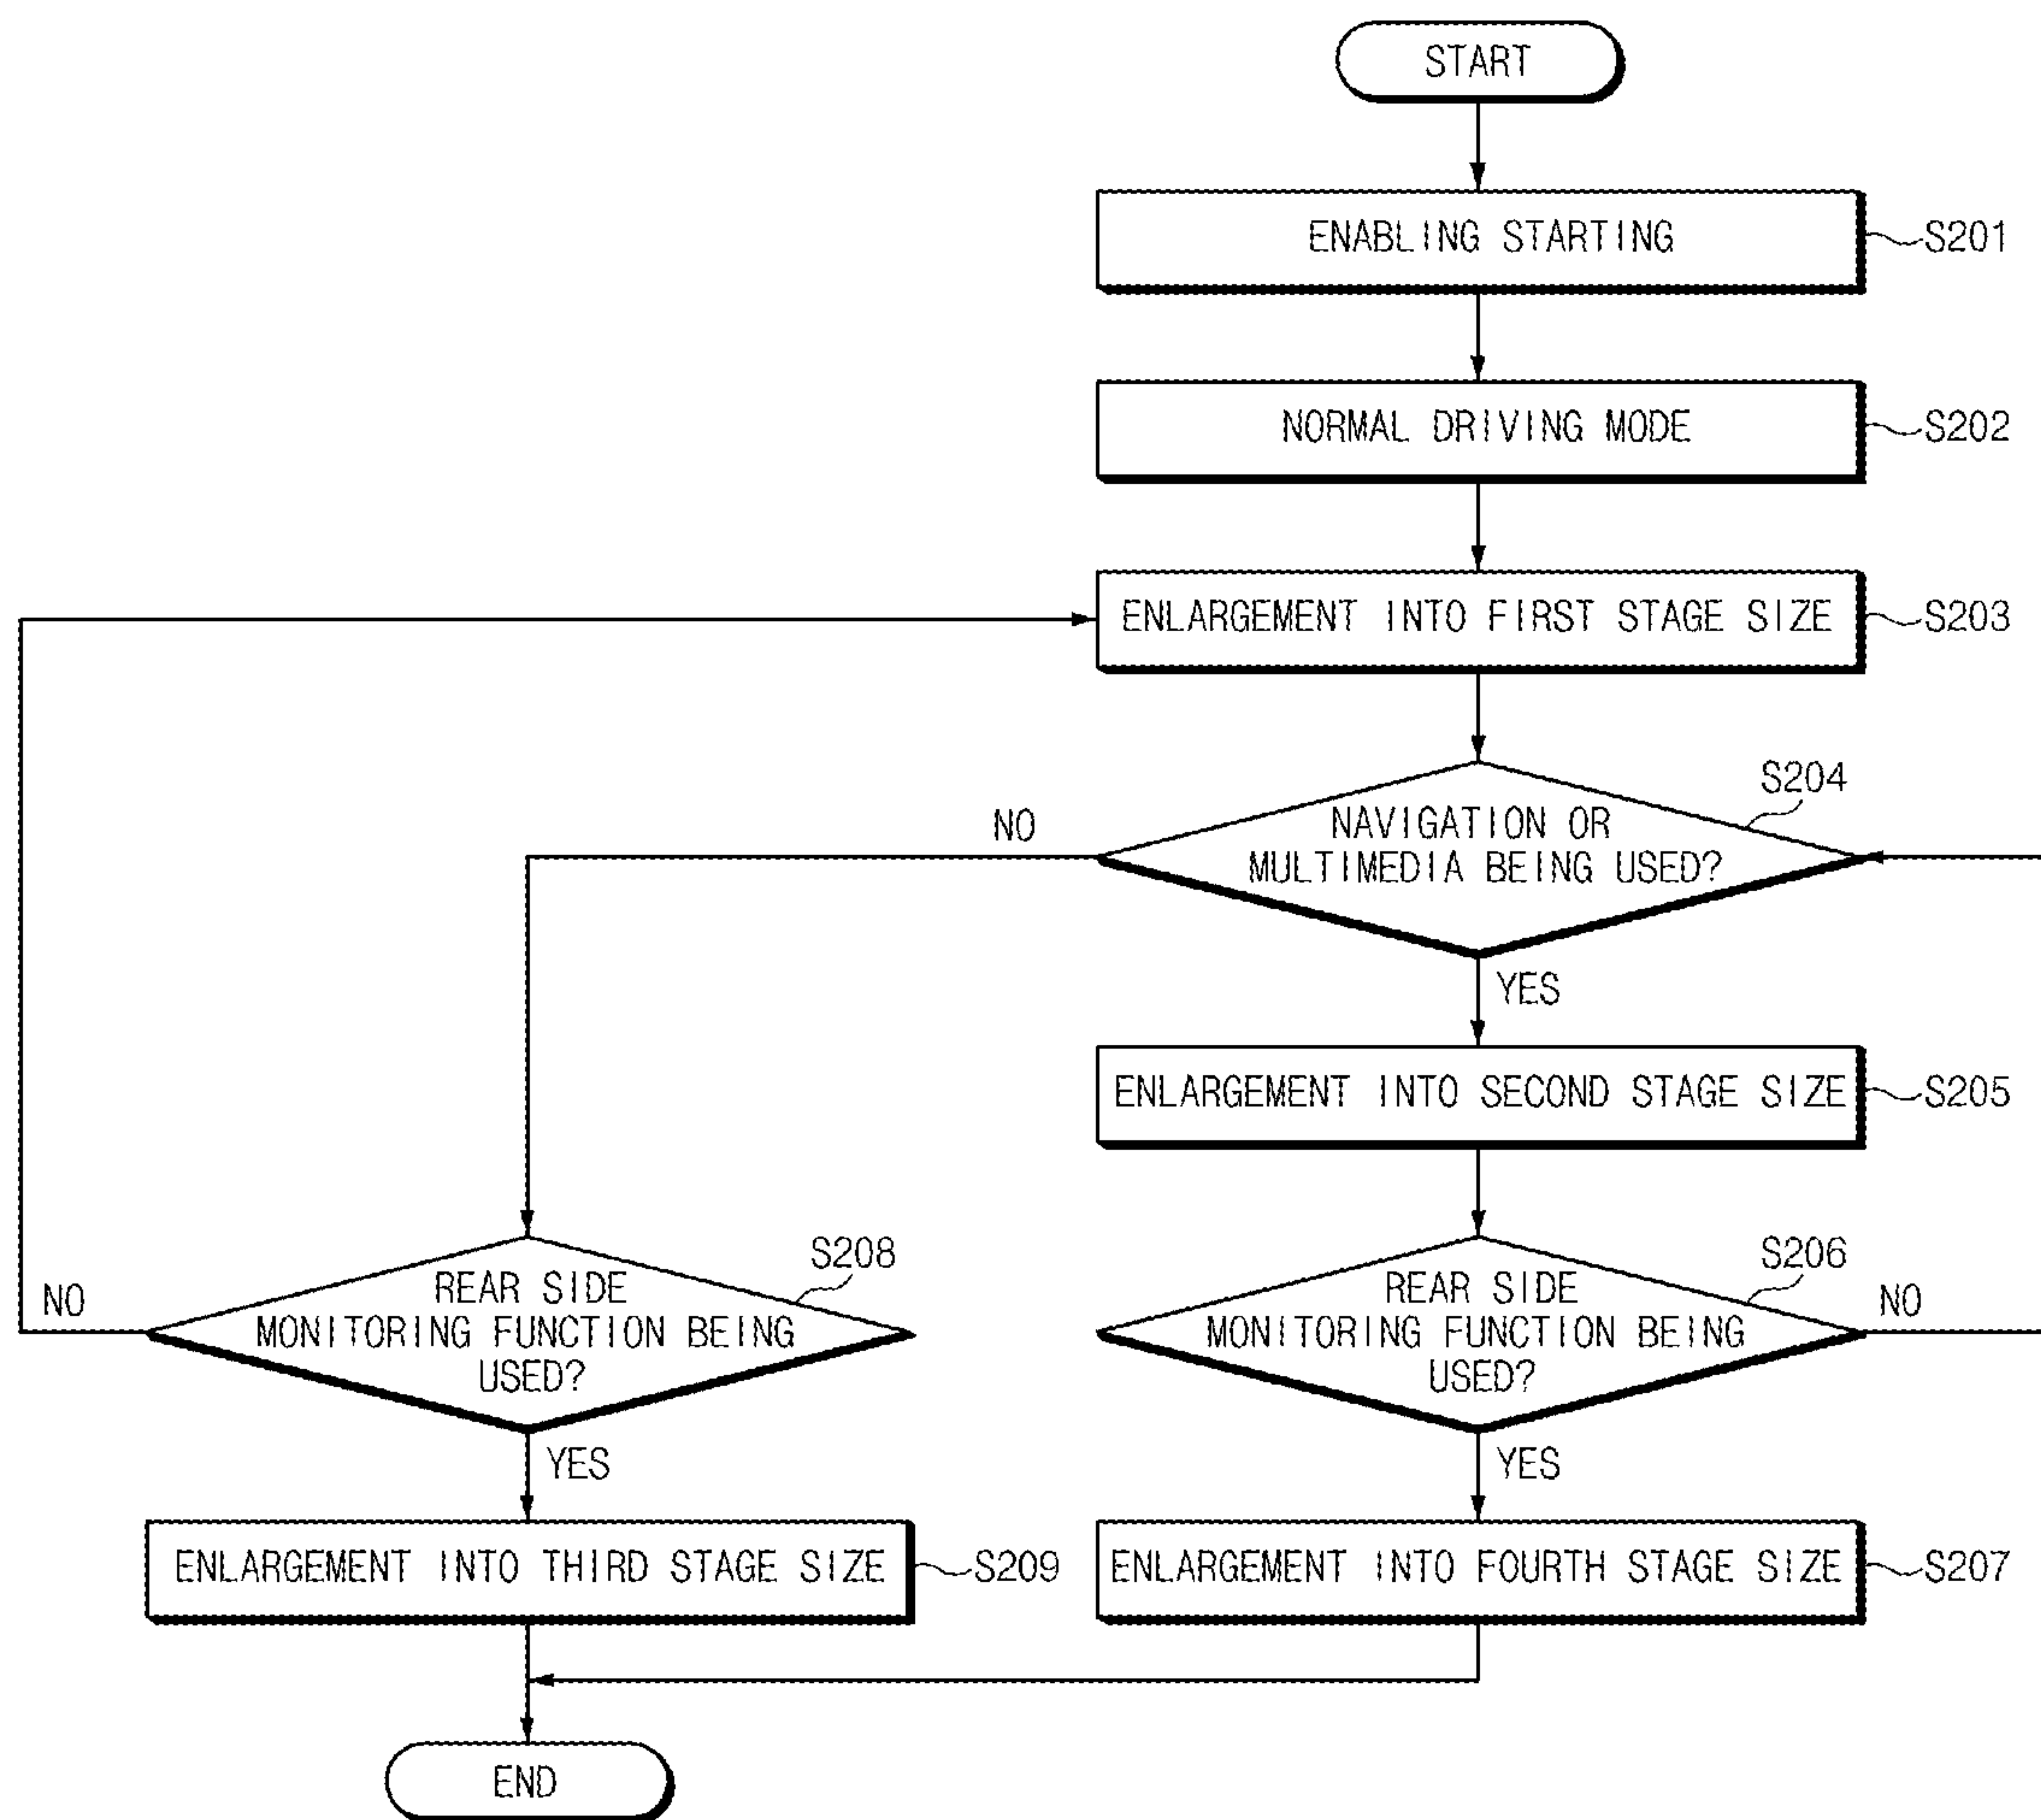 START
ENABLING STARTING
S201
NORMAL DRIVING MODE
S202
ENLARGEMENT INTO FIRST STAGE SIZE
S203
S204
NO
NAVIGATION OR
MULTIMEDIA BEING USED?
YES
ENLARGEMENT INTO SECOND STAGE SIZE
S205
S208
NO
REAR SIDE
MONITORING FUNCTION BEING
USED?
S206
REAR SIDE
MONITORING FUNCTION BEING
USED?
NO
YES
YES
ENLARGEMENT INTO THIRD STAGE SIZE
S209
ENLARGEMENT INTO FOURTH STAGE SIZE
S207
END